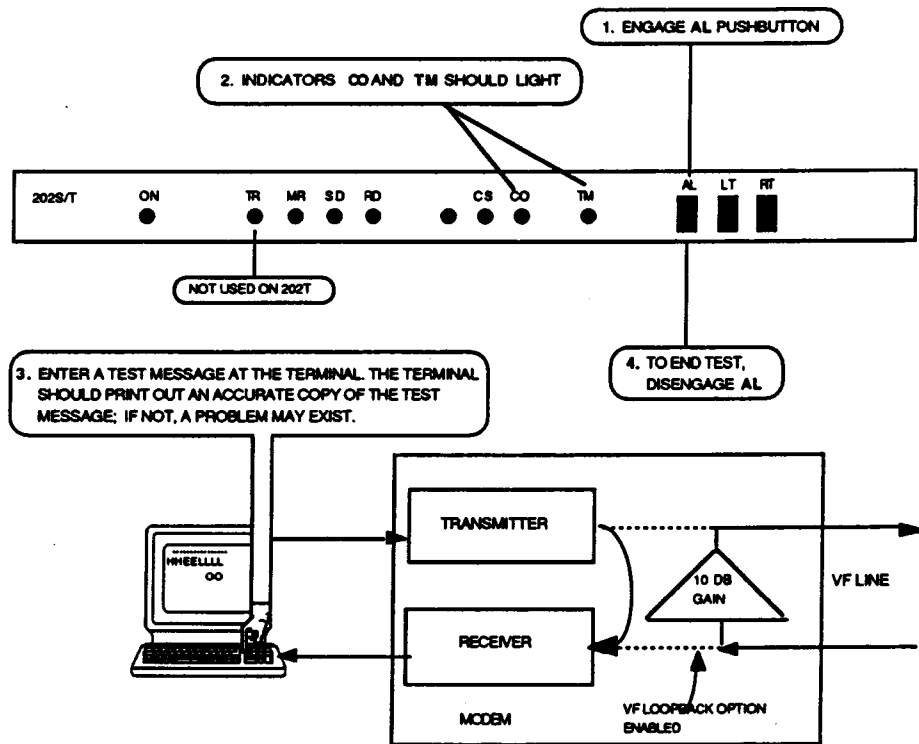 1. ENGAGE AL PUSHBUTTON
2. INDICATORS CO AND TM SHOULD LIGHT
202S/T ON TR MR SD RD CS CO TM AL LT RT
NOT USED ON 202T
3. ENTER A TEST MESSAGE AT THE TERMINAL. THE TERMINAL
SHOULD PRINT OUT AN ACCURATE COPY OF THE TEST
MESSAGE; IF NOT, A PROBLEM MAY EXIST.
4. TO END TEST,
DISENGAGE AL
HHEELLLL
OO
TRANSMITTER
10 DB
GAIN
VF LINE
RECEIVER
MODEM
VF LOOPBACK OPTION
ENABLED